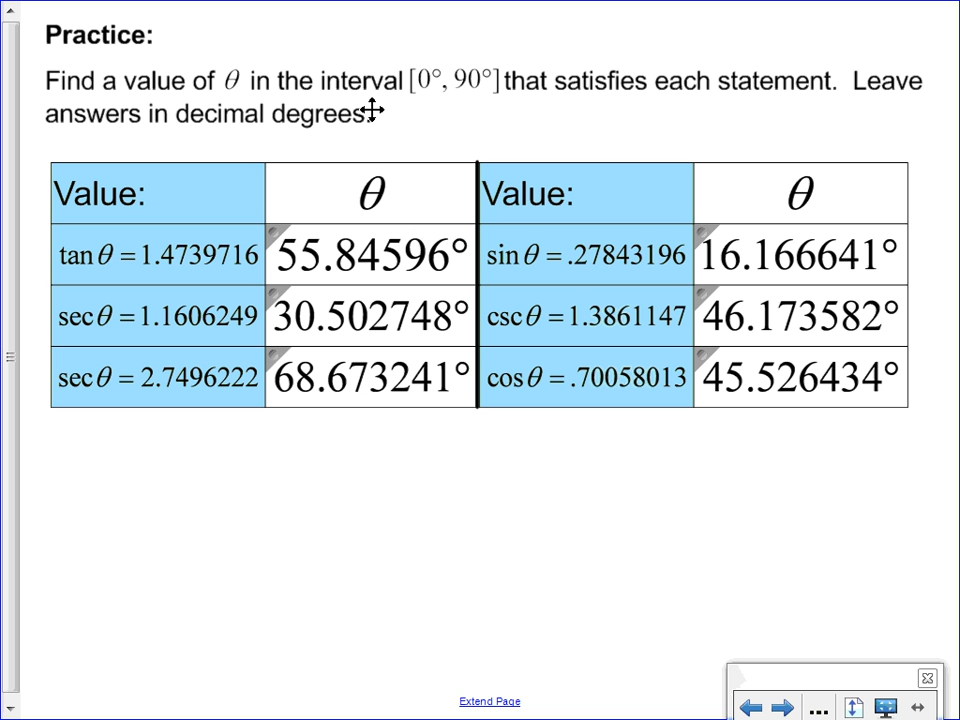 Practice:
Find a value of θ in the interval [0°, 90°] that satisfies each statement. Leave
answers in decimal degrees.
Value: θ Value: θ
tan θ = 1.4739716 55.84596° sin θ = .27843196 16.166641°
sec θ = 1.1606249 30.502748° csc θ = 1.3861147 46.173582°
sec θ = 2.7496222 68.673241° cos θ = .70058013 45.526434°
Extend Page
...